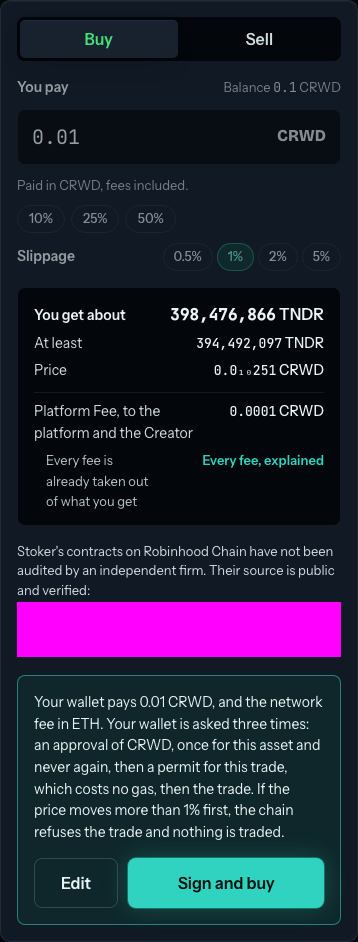 Buy Sell
You pay Balance 0.1 CRWD
0.01 CRWD
Paid in CRWD, fees included.
10% 25% 50%
Slippage 0.5% 1% 2% 5%
You get about 398,476,866 TNDR
At least 394,492,097 TNDR
Price 0.0₁₀251 CRWD
Platform Fee, to the 0.0001 CRWD
platform and the Creator
Every fee is Every fee, explained
already taken out
of what you get
Stoker's contracts on Robinhood Chain have not been
audited by an independent firm. Their source is public
and verified:
Your wallet pays 0.01 CRWD, and the network
fee in ETH. Your wallet is asked three times:
an approval of CRWD, once for this asset and
never again, then a permit for this trade,
which costs no gas, then the trade. If the
price moves more than 1% first, the chain
refuses the trade and nothing is traded.
Edit Sign and buy